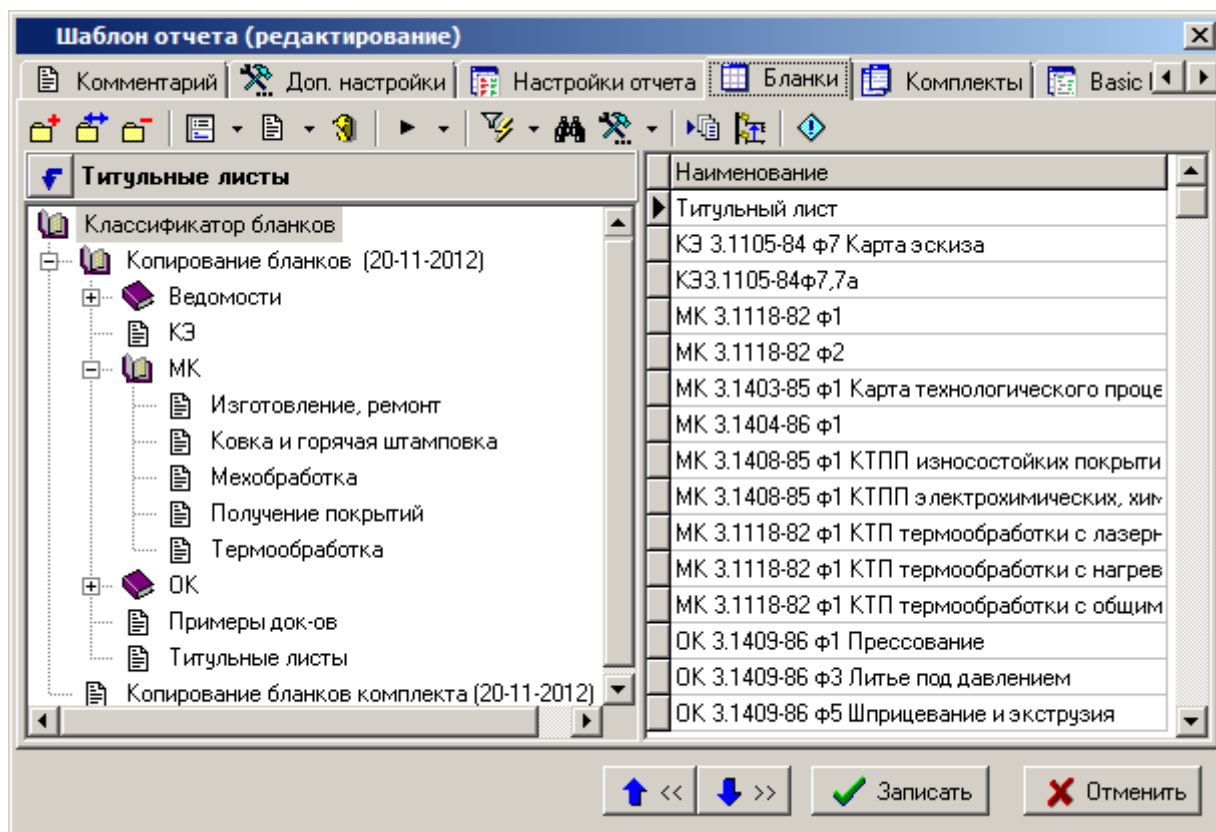 Шаблон отчета (редактирование)
Комментарий Доп. настройки Настройки отчета Бланки Комплекты Basic
Титульные листы
Классификатор бланков
Копирование бланков (20-11-2012)
Ведомости
КЭ
МК
Изготовление, ремонт
Ковка и горячая штамповка
Мехобработка
Получение покрытий
Термообработка
ОК
Примеры док-ов
Титульные листы
Копирование бланков комплекта (20-11-2012)
Наименование
Титульный лист
КЭ 3.1105-84 ф7 Карта эскиза
КЭ3.1105-84ф7,7а
МК 3.1118-82 ф1
МК 3.1118-82 ф2
МК 3.1403-85 ф1 Карта технологического проце
МК 3.1404-86 ф1
МК 3.1408-85 ф1 КТПП износостойких покрыти
МК 3.1408-85 ф1 КТПП электрохимических, хим
МК 3.1118-82 ф1 КТП термообработки с лазерн
МК 3.1118-82 ф1 КТП термообработки с нагрев
МК 3.1118-82 ф1 КТП термообработки с общим
ОК 3.1409-86 ф1 Прессование
ОК 3.1409-86 ф3 Литье под давлением
ОК 3.1409-86 ф5 Шприцевание и экструзия
<< >> Записать Отменить